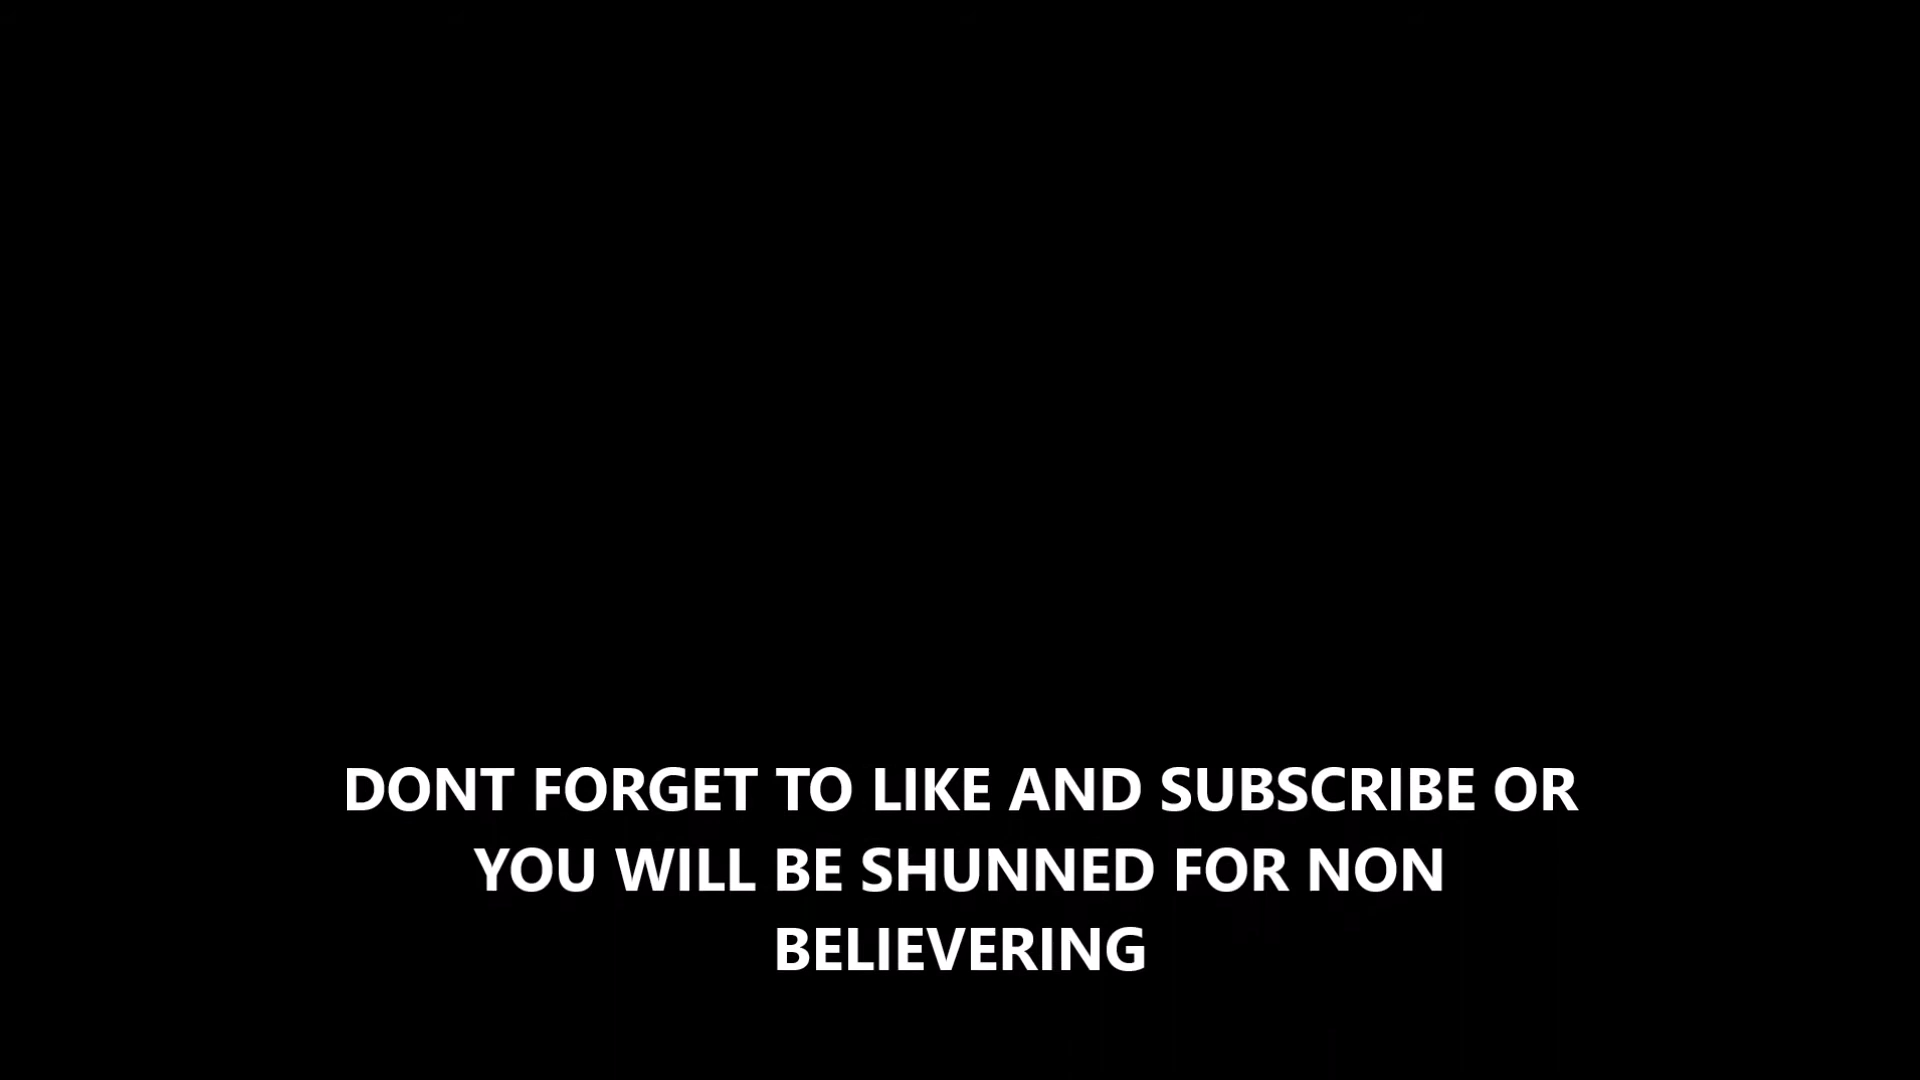 DONT FORGET TO LIKE AND SUBSCRIBE OR
YOU WILL BE SHUNNED FOR NON
BELIEVERING